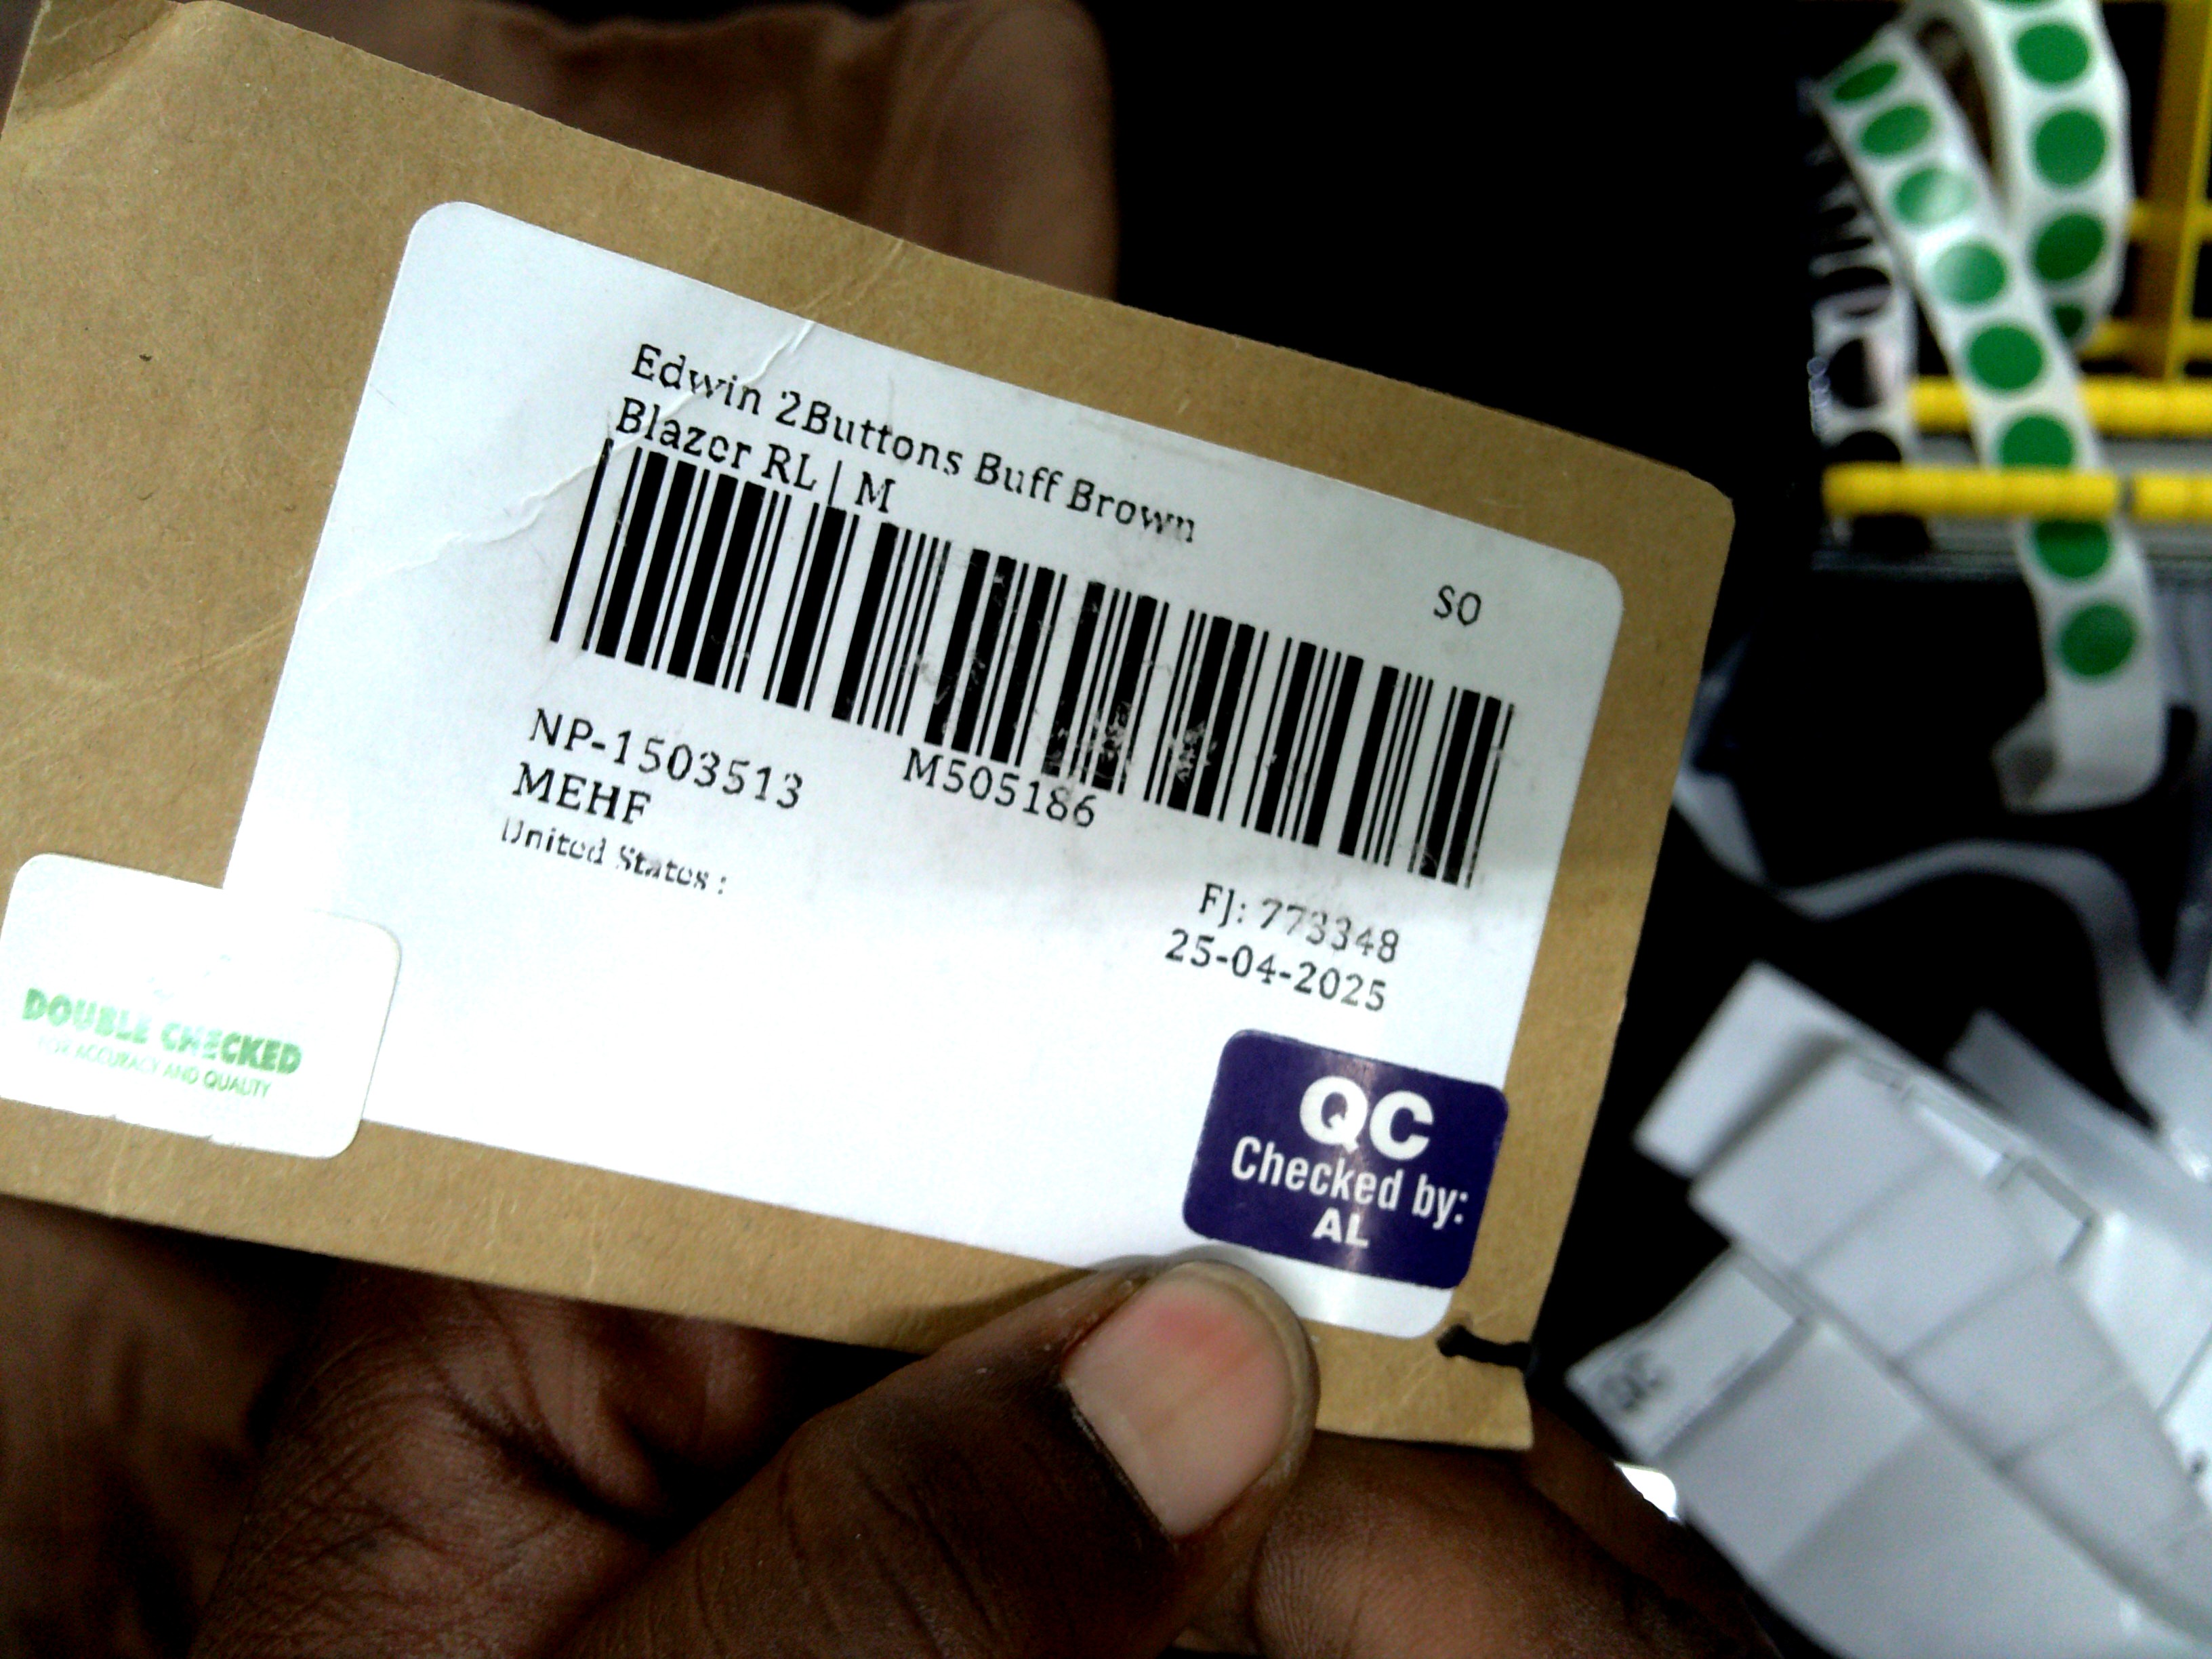 Edwin 2Buttons Buff Brown
Blazer RL | M
SO
NP-1503513
M505186
MEHF
United States :
FJ: 773348
25-04-2025
DOUBLE CHECKED
FOR ACCURACY AND QUALITY
QC
Checked by:
AL